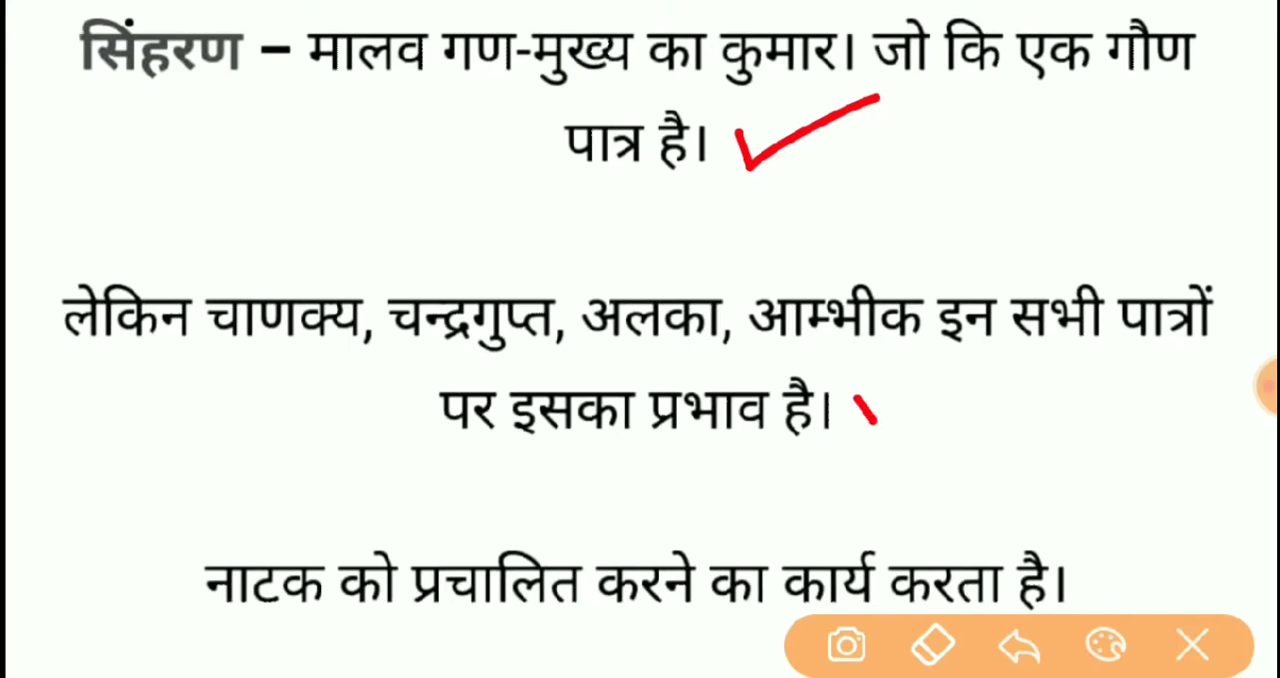 सिंहरण – मालव गण-मुख्य का कुमार। जो कि एक गौण
पात्र है।
लेकिन चाणक्य, चन्द्रगुप्त, अलका, आम्भीक इन सभी पात्रों
पर इसका प्रभाव है।
नाटक को प्रचालित करने का कार्य करता है।